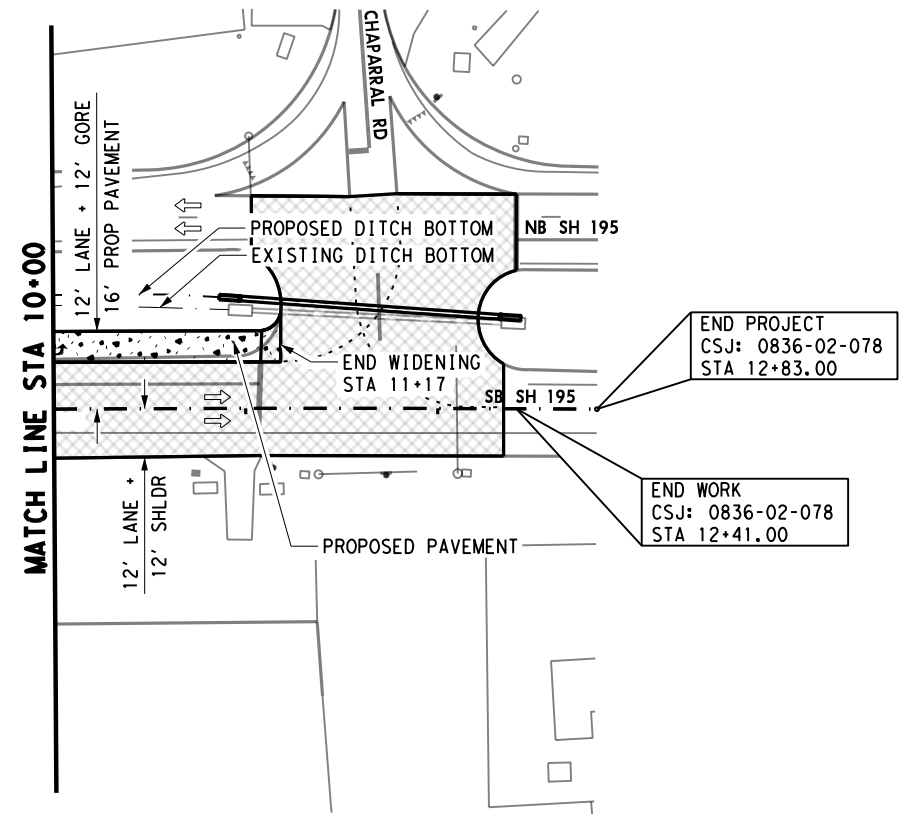 CHAPARRAL RD
12' LANE + 12' GORE
16' PROP PAVEMENT
PROPOSED DITCH BOTTOM
EXISTING DITCH BOTTOM
NB SH 195
MATCH LINE STA 10+00
END WIDENING
STA 11+17
SB SH 195
END PROJECT
CSJ: 0836-02-078
STA 12+83.00
END WORK
CSJ: 0836-02-078
STA 12+41.00
12' LANE +
12' SHLDR
PROPOSED PAVEMENT